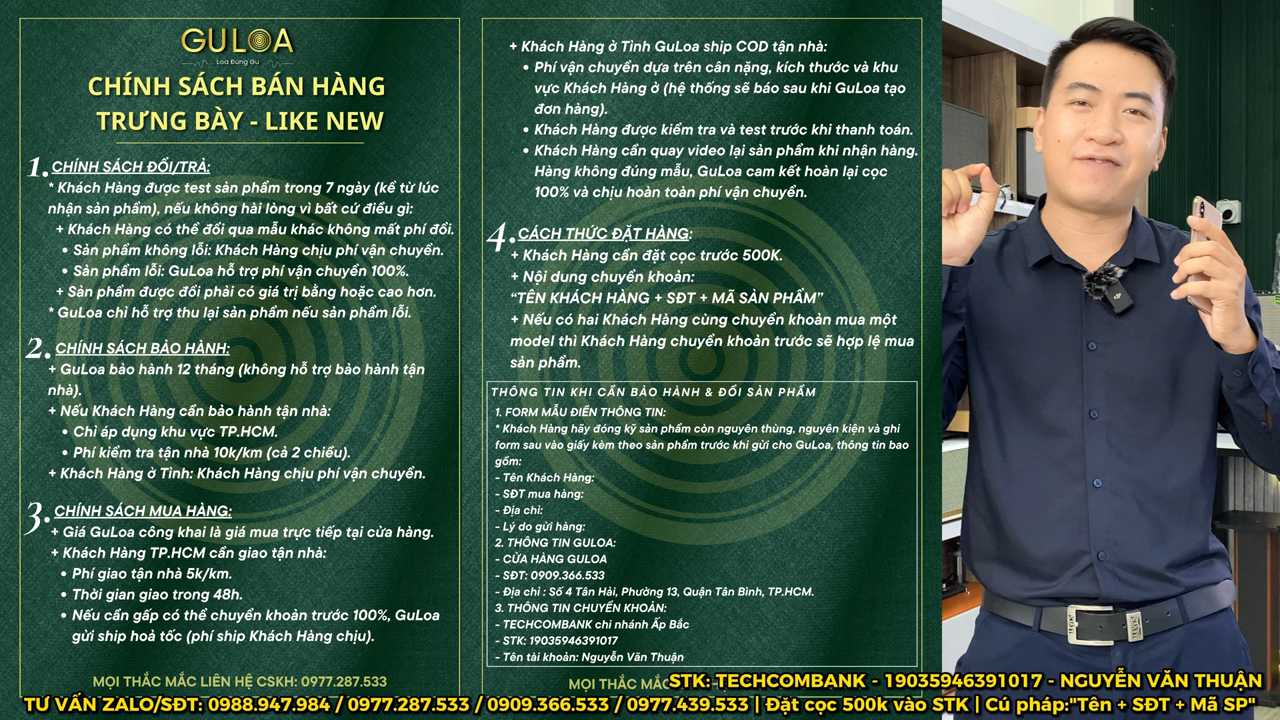 GULOA
Loa Đúng Gu
CHÍNH SÁCH BÁN HÀNG
TRƯNG BÀY - LIKE NEW
1. CHÍNH SÁCH ĐỔI/TRẢ:
* Khách Hàng được test sản phẩm trong 7 ngày (kể từ lúc
nhận sản phẩm), nếu không hài lòng vì bất cứ điều gì:
+ Khách Hàng có thể đổi qua mẫu khác không mất phí đổi.
• Sản phẩm không lỗi: Khách Hàng chịu phí vận chuyển.
• Sản phẩm lỗi: GuLoa hỗ trợ phí vận chuyển 100%.
+ Sản phẩm được đổi phải có giá trị bằng hoặc cao hơn.
* GuLoa chỉ hỗ trợ thu lại sản phẩm nếu sản phẩm lỗi.
2. CHÍNH SÁCH BẢO HÀNH:
+ GuLoa bảo hành 12 tháng (không hỗ trợ bảo hành tận
nhà).
+ Nếu Khách Hàng cần bảo hành tận nhà:
• Chỉ áp dụng khu vực TP.HCM.
• Phí kiểm tra tận nhà 10k/km (cả 2 chiều).
+ Khách Hàng ở Tỉnh: Khách Hàng chịu phí vận chuyển.
3. CHÍNH SÁCH MUA HÀNG:
+ Giá GuLoa công khai là giá mua trực tiếp tại cửa hàng.
+ Khách Hàng TP.HCM cần giao tận nhà:
• Phí giao tận nhà 5k/km.
• Thời gian giao trong 48h.
• Nếu cần gấp có thể chuyển khoản trước 100%, GuLoa
gửi ship hoả tốc (phí ship Khách Hàng chịu).
MỌI THẮC MẮC LIÊN HỆ CSKH: 0977.287.533
+ Khách Hàng ở Tỉnh GuLoa ship COD tận nhà:
• Phí vận chuyển dựa trên cân nặng, kích thước và khu
vực Khách Hàng ở (hệ thống sẽ báo sau khi GuLoa tạo
đơn hàng).
• Khách Hàng được kiểm tra và test trước khi thanh toán.
• Khách Hàng cần quay video lại sản phẩm khi nhận hàng.
Hàng không đúng mẫu, GuLoa cam kết hoàn lại cọc
100% và chịu hoàn toàn phí vận chuyển.
4. CÁCH THỨC ĐẶT HÀNG:
+ Khách Hàng cần đặt cọc trước 500K.
+ Nội dung chuyển khoản:
“TÊN KHÁCH HÀNG + SĐT + MÃ SẢN PHẨM”
+ Nếu có hai Khách Hàng cùng chuyển khoản mua một
model thì Khách Hàng chuyển khoản trước sẽ hợp lệ mua
sản phẩm.
THÔNG TIN KHI CẦN BẢO HÀNH & ĐỔI SẢN PHẨM
1. FORM MẪU ĐIỀN THÔNG TIN:
* Khách Hàng hãy đóng kỹ sản phẩm còn nguyên thùng, nguyên kiện và ghi
form sau vào giấy kèm theo sản phẩm trước khi gửi cho GuLoa, thông tin bao
gồm:
- Tên Khách Hàng:
- SĐT mua hàng:
- Địa chỉ:
- Lý do gửi hàng:
2. THÔNG TIN GULOA:
- CỬA HÀNG GULOA
- SĐT: 0909.366.533
- Địa chỉ : Số 4 Tân Hải, Phường 13, Quận Tân Bình, TP.HCM.
3. THÔNG TIN CHUYỂN KHOẢN:
- TECHCOMBANK chi nhánh Ấp Bắc
- STK: 19035946391017
- Tên tài khoản: Nguyễn Văn Thuận
MỌI THẮC MẮC
STK: TECHCOMBANK - 19035946391017 - NGUYỄN VĂN THUẬN
TƯ VẤN ZALO/SĐT: 0988.947.984 / 0977.287.533 / 0909.366.533 / 0977.439.533 | Đặt cọc 500k vào STK | Cú pháp:"Tên + SĐT + Mã SP"